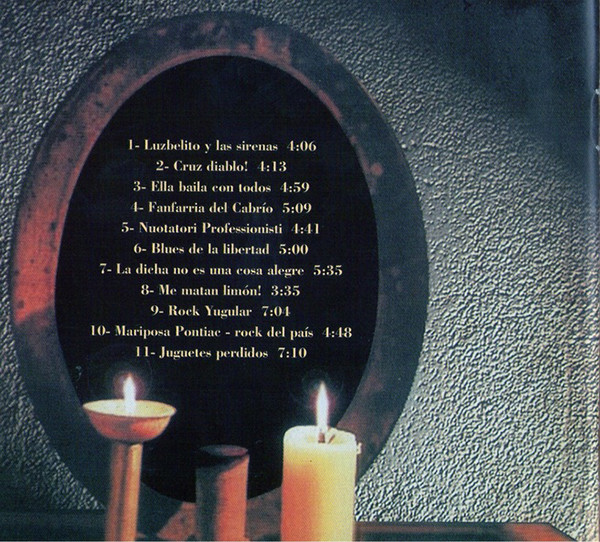 1- Luzbelito y las sirenas 4:06
2- Cruz diablo! 4:13
3- Ella baila con todos 4:59
4- Fanfarria del Cabrío 5:09
5- Nuotatori Professionisti 4:41
6- Blues de la libertad 5:00
7- La dicha no es una cosa alegre 5:35
8- Me matan limón! 3:35
9- Rock Yugular 7:04
10- Mariposa Pontiac - rock del país 4:48
11- Juguetes perdidos 7:10